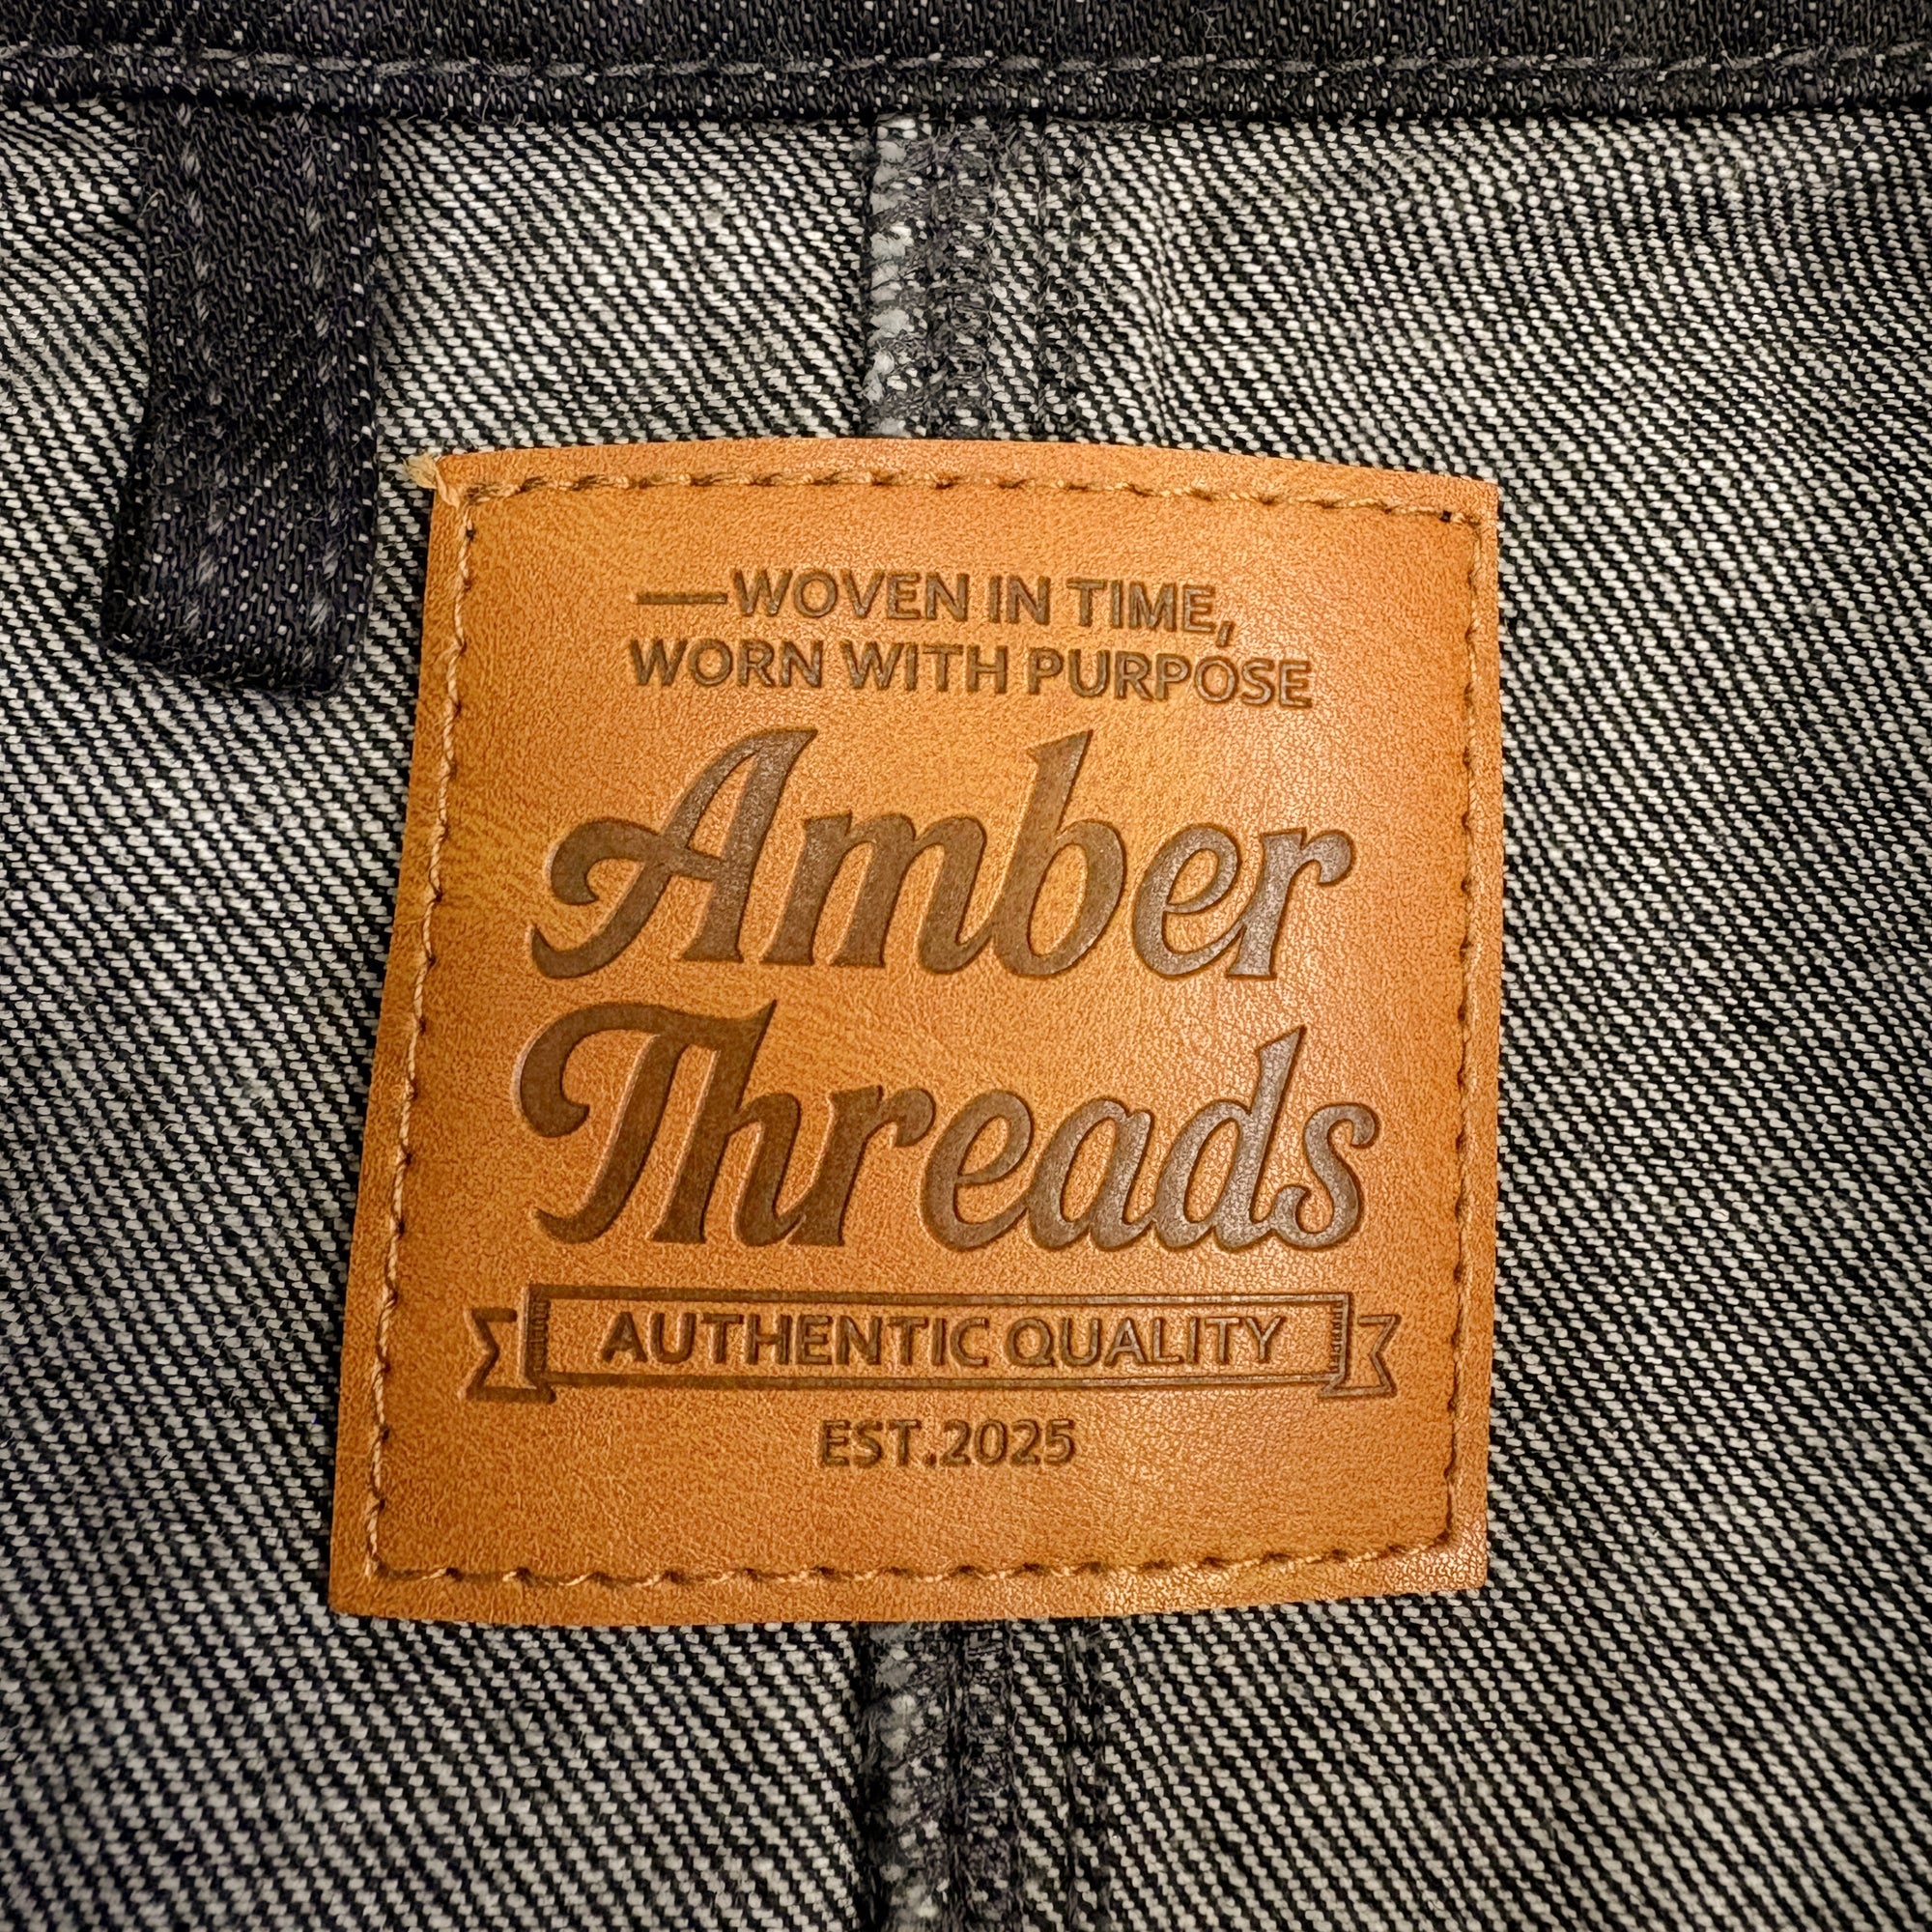 —WOVEN IN TIME,
WORN WITH PURPOSE
Amber
Threads
AUTHENTIC QUALITY
EST.2025